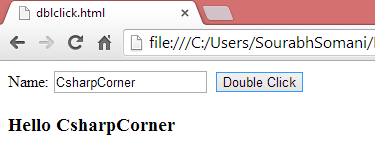 dblclick.html
file:///C:/Users/SourabhSomani/
Name: CsharpCorner Double Click
Hello CsharpCorner